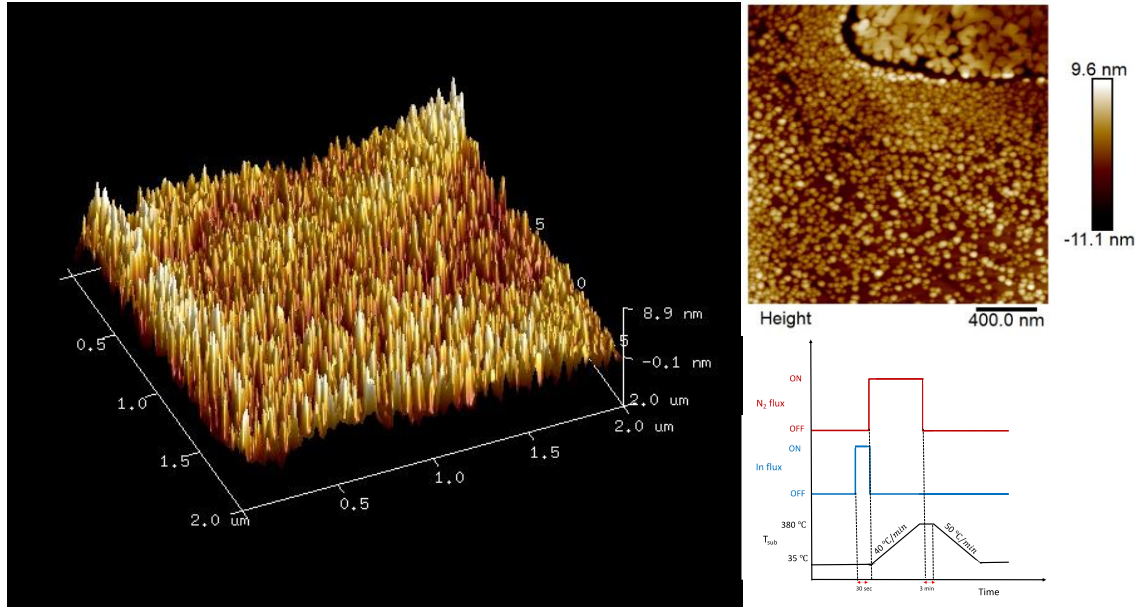 0.5
1.0
1.5
2.0 um
0.5
1.0
1.5
2.0 um
2.0 um
5
0
5
8.9 nm
-0.1 nm
9.6 nm
-11.1 nm
Height
400.0 nm
ON
N₂ flux
OFF
ON
In flux
OFF
380 °C
T_sub
35 °C
40 °C/min
50 °C/min
30 sec
3 min
Time